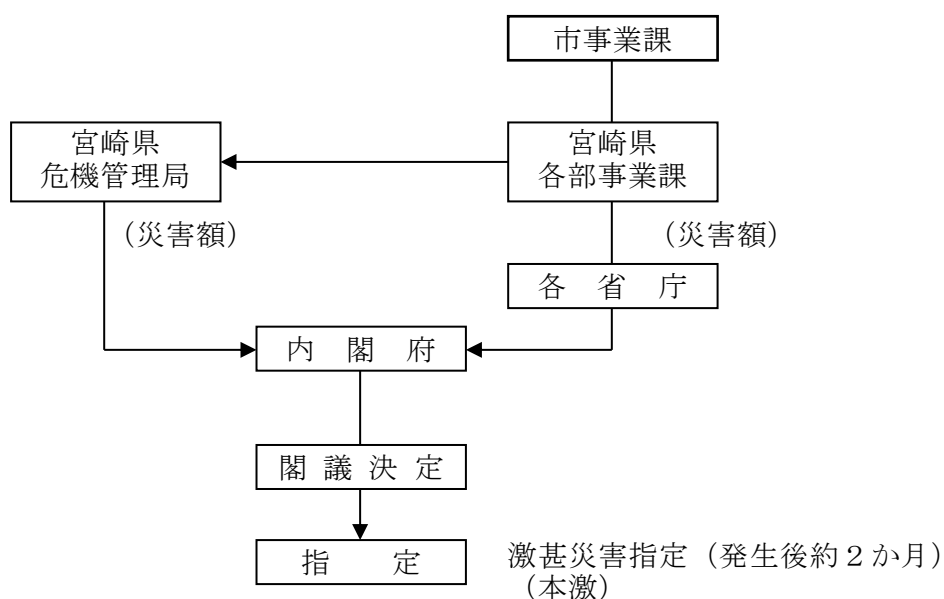 市事業課
宮崎県
危機管理局
宮崎県
各部事業課
（災害額）
（災害額）
各　省　庁
内　閣　府
閣 議 決 定
指　　定
激甚災害指定（発生後約２か月）
（本激）